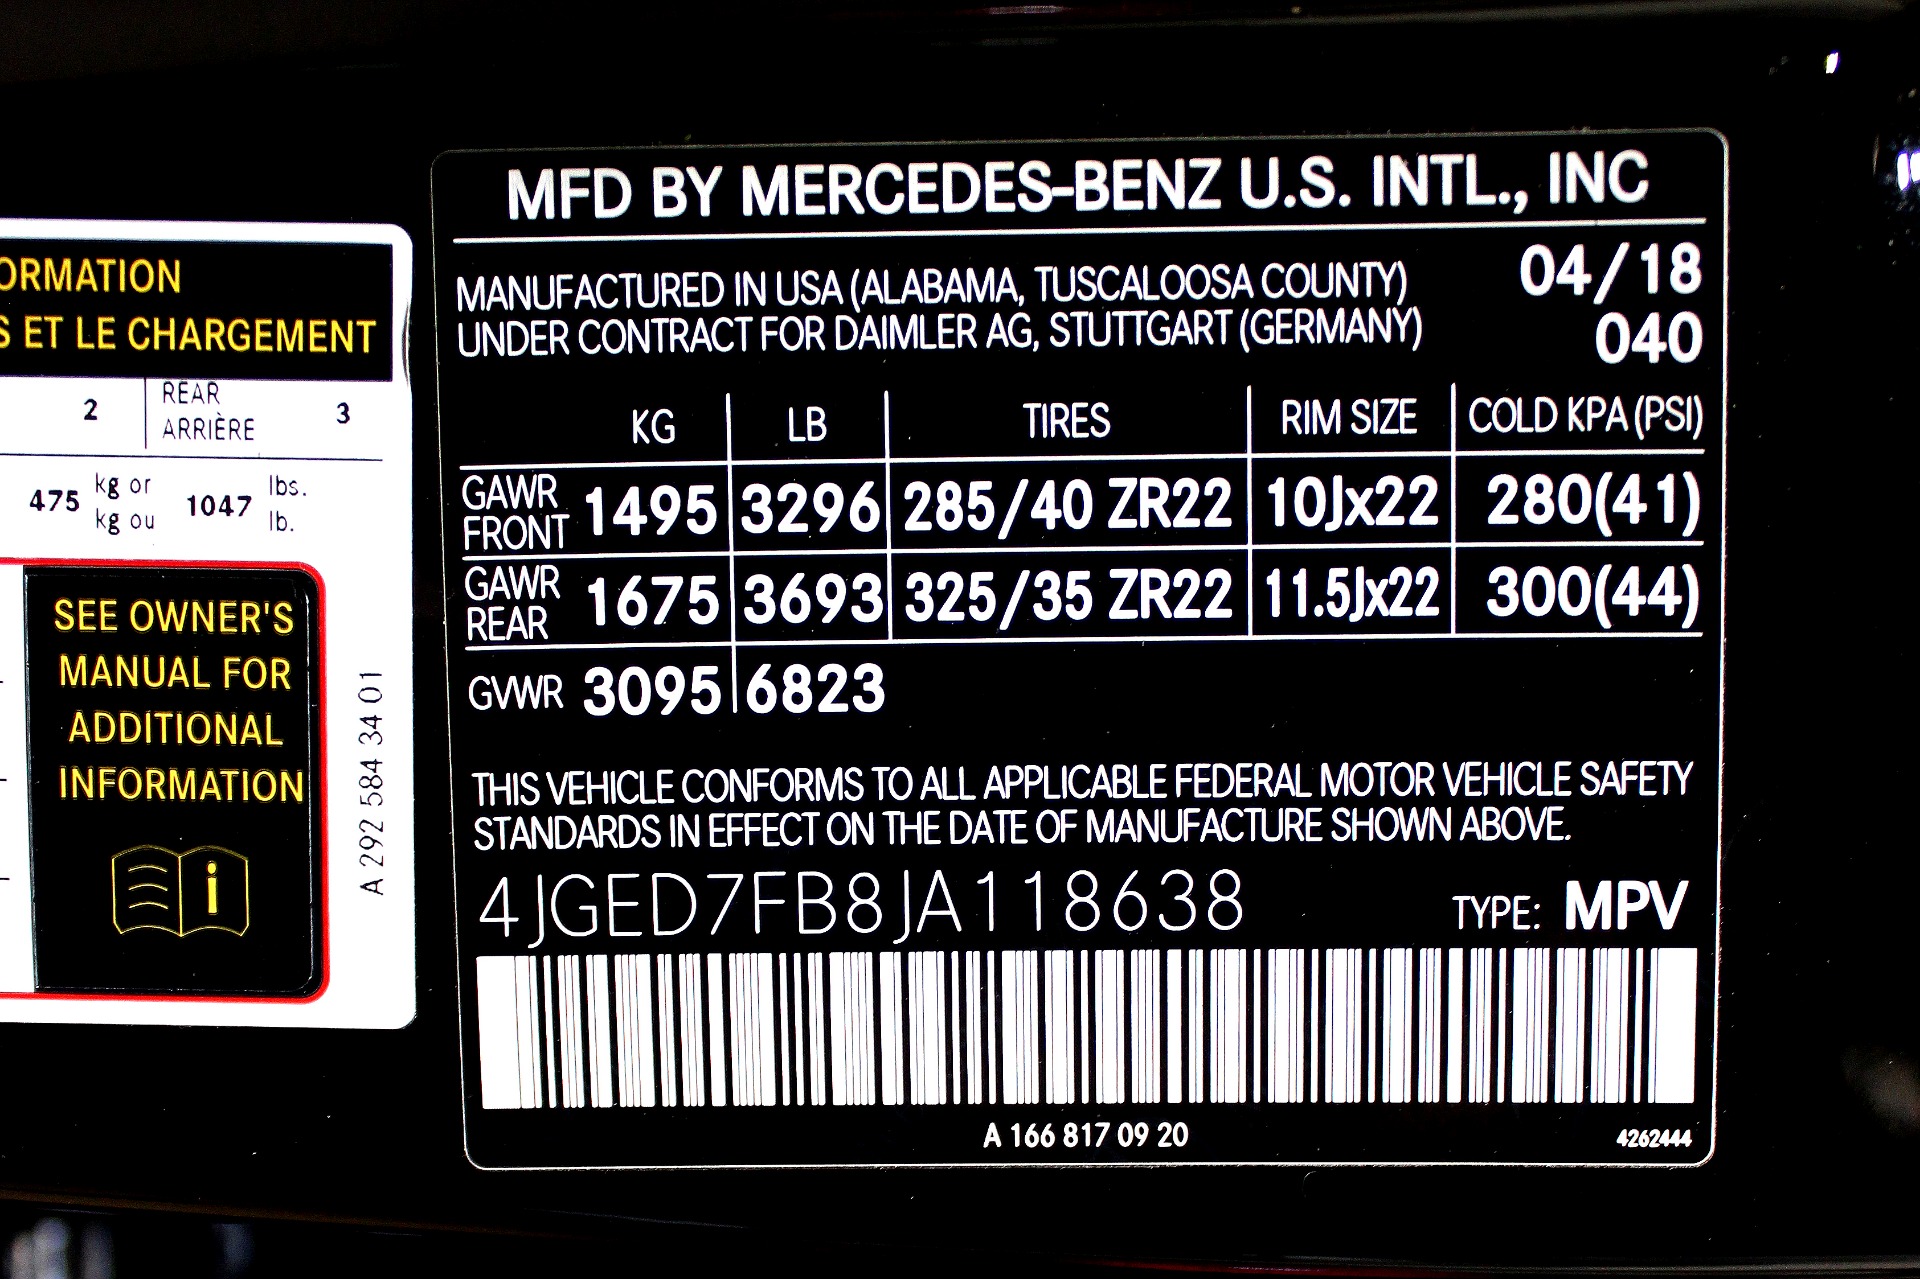 ORMATION
S ET LE CHARGEMENT
2 REAR ARRIÈRE 3
475 kg or kg ou 1047 lbs. lb.
SEE OWNER'S
MANUAL FOR
ADDITIONAL
INFORMATION
i
A 292 584 34 01
MFD BY MERCEDES-BENZ U.S. INTL., INC
MANUFACTURED IN USA (ALABAMA, TUSCALOOSA COUNTY) 04/18
UNDER CONTRACT FOR DAIMLER AG, STUTTGART (GERMANY) 040
KG LB TIRES RIM SIZE COLD KPA (PSI)
GAWR FRONT 1495 3296 285/40 ZR22 10Jx22 280(41)
GAWR REAR 1675 3693 325/35 ZR22 11.5Jx22 300(44)
GVWR 3095 6823
THIS VEHICLE CONFORMS TO ALL APPLICABLE FEDERAL MOTOR VEHICLE SAFETY
STANDARDS IN EFFECT ON THE DATE OF MANUFACTURE SHOWN ABOVE.
4JGED7FB8JA118638 TYPE: MPV
A 166 817 09 20 4262444